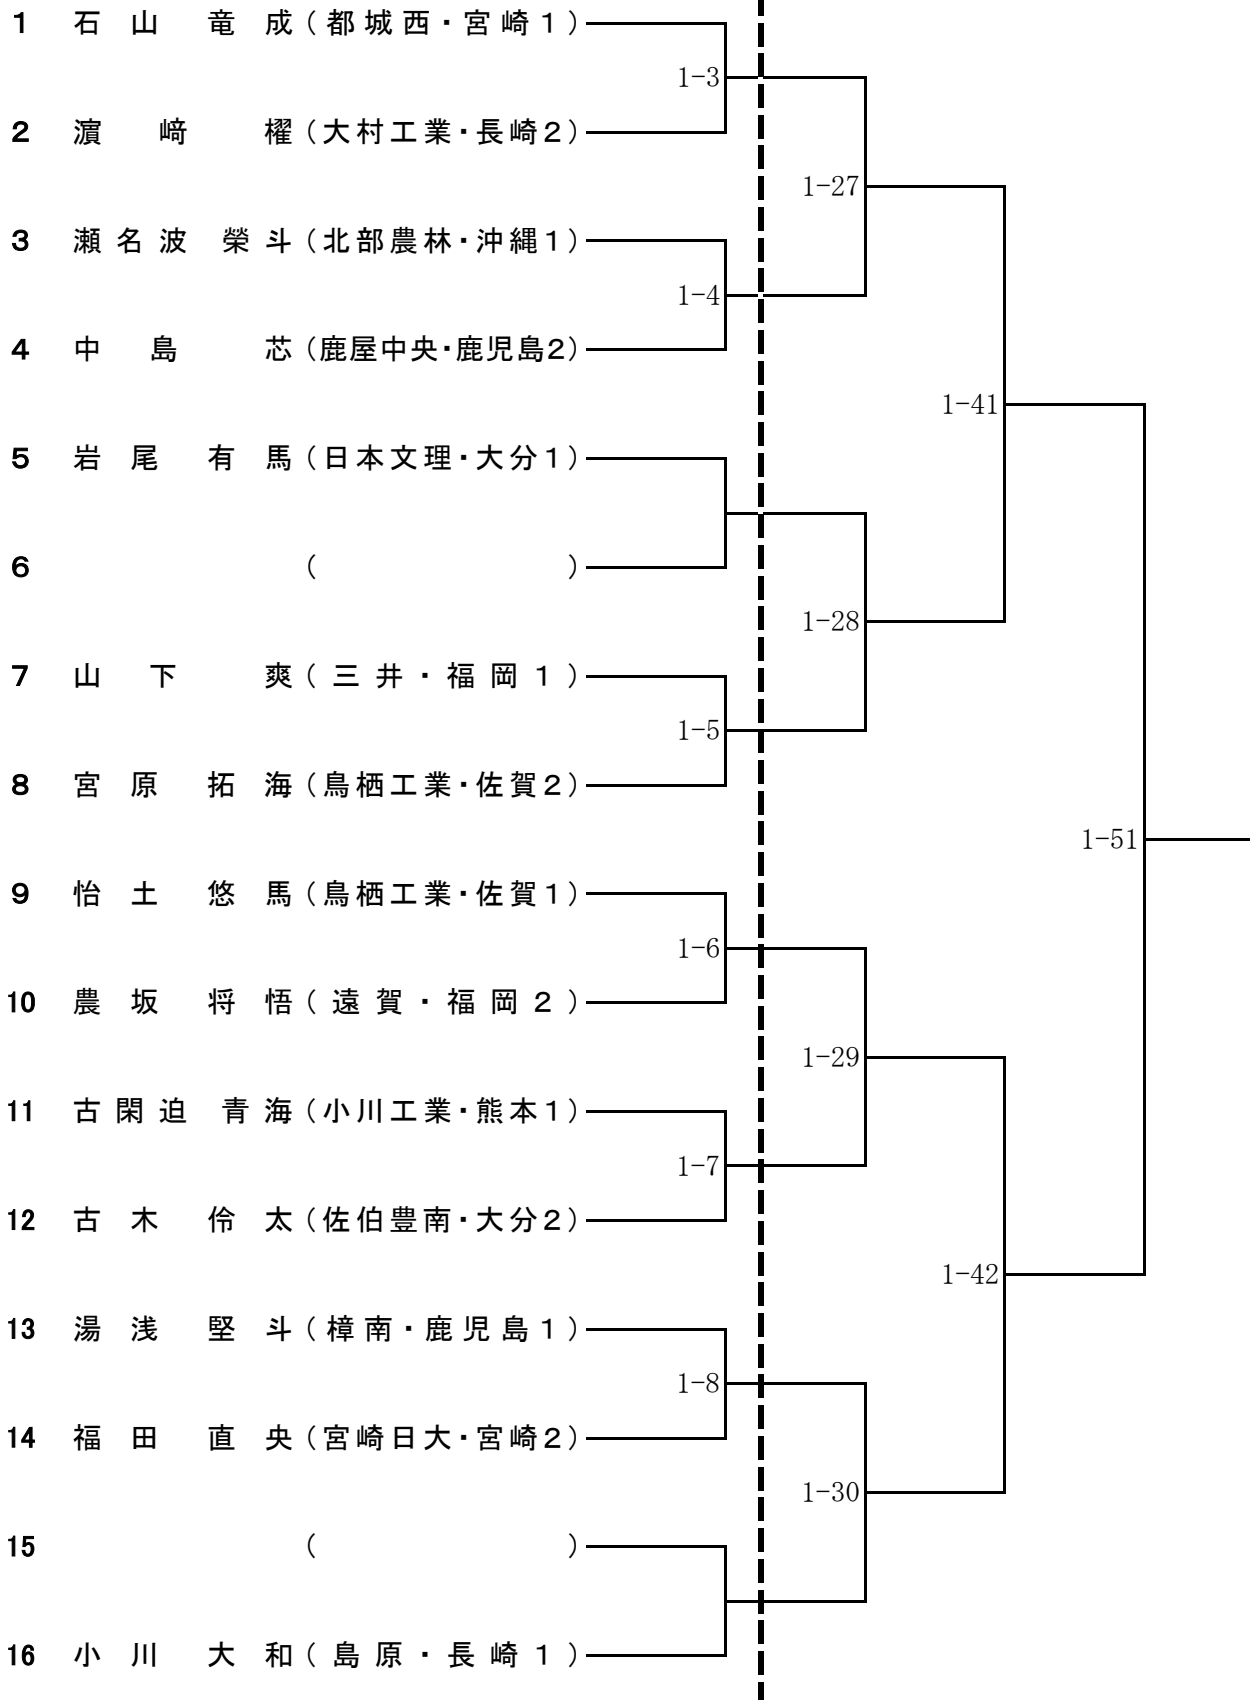 1 石山 竜成(都城西・宮崎1)
1-3
2 濵﨑 櫂(大村工業・長崎2)
1-27
3 瀬名波 榮斗(北部農林・沖縄1)
1-4
4 中島 芯(鹿屋中央・鹿児島2)
1-41
5 岩尾 有馬(日本文理・大分1)
6 ( )
1-28
7 山下 爽(三井・福岡1)
1-5
8 宮原 拓海(鳥栖工業・佐賀2)
1-51
9 怡土 悠馬(鳥栖工業・佐賀1)
1-6
10 農坂 将悟(遠賀・福岡2)
1-29
11 古閑迫 青海(小川工業・熊本1)
1-7
12 古木 伶太(佐伯豊南・大分2)
1-42
13 湯浅 堅斗(樟南・鹿児島1)
1-8
14 福田 直央(宮崎日大・宮崎2)
1-30
15 ( )
16 小川 大和(島原・長崎1)